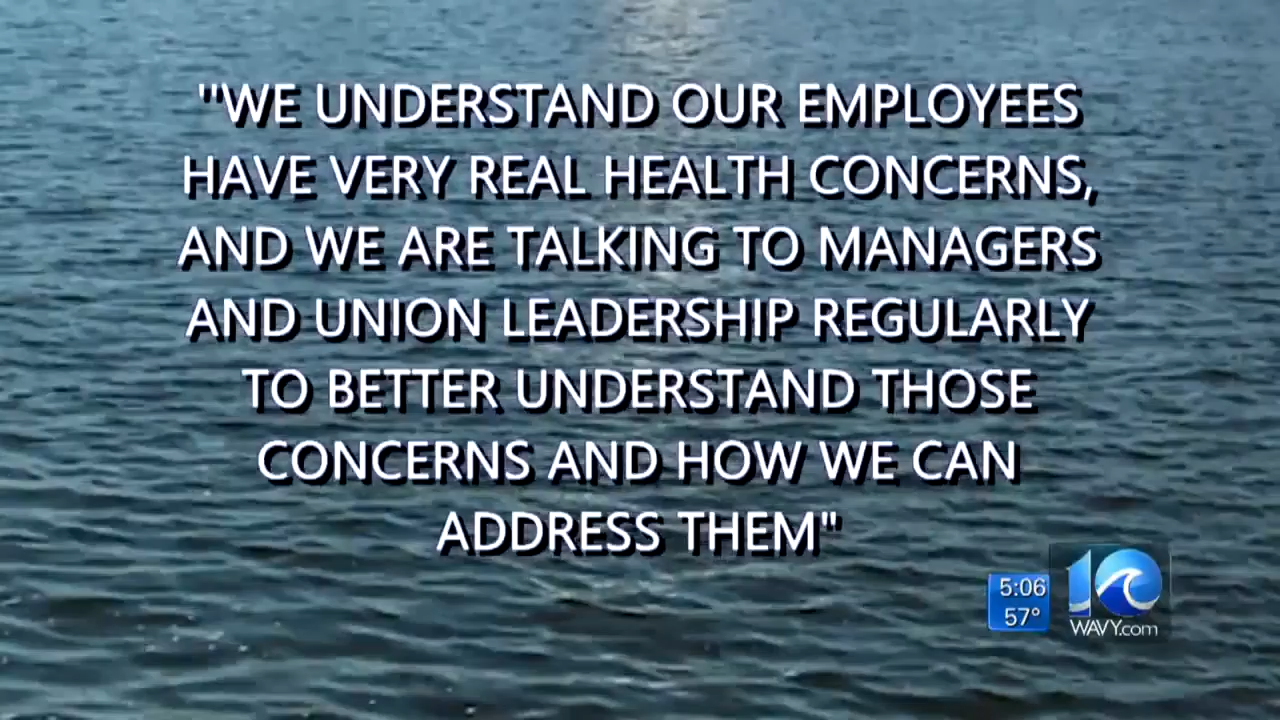 "WE UNDERSTAND OUR EMPLOYEES
HAVE VERY REAL HEALTH CONCERNS,
AND WE ARE TALKING TO MANAGERS
AND UNION LEADERSHIP REGULARLY
TO BETTER UNDERSTAND THOSE
CONCERNS AND HOW WE CAN
ADDRESS THEM"
5:06
57°
10
WAVY.com